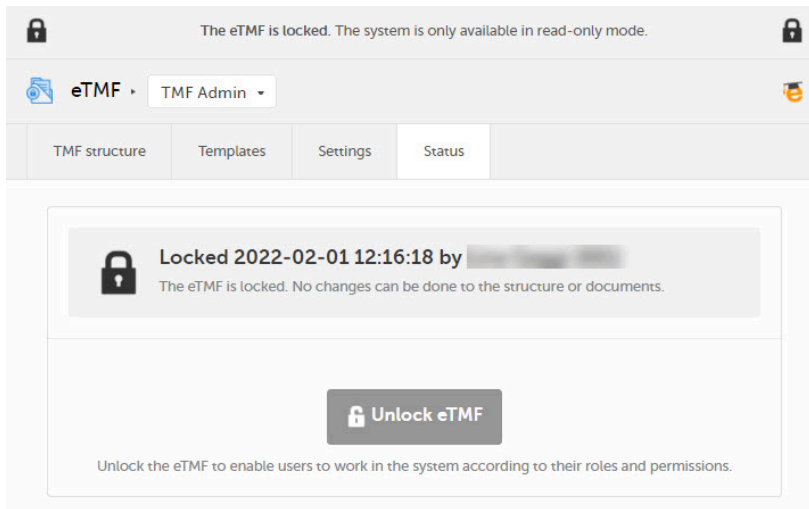 The eTMF is locked. The system is only available in read-only mode.
eTMF
TMF Admin
TMF structure
Templates
Settings
Status
Locked 2022-02-01 12:16:18 by
The eTMF is locked. No changes can be done to the structure or documents.
Unlock eTMF
Unlock the eTMF to enable users to work in the system according to their roles and permissions.